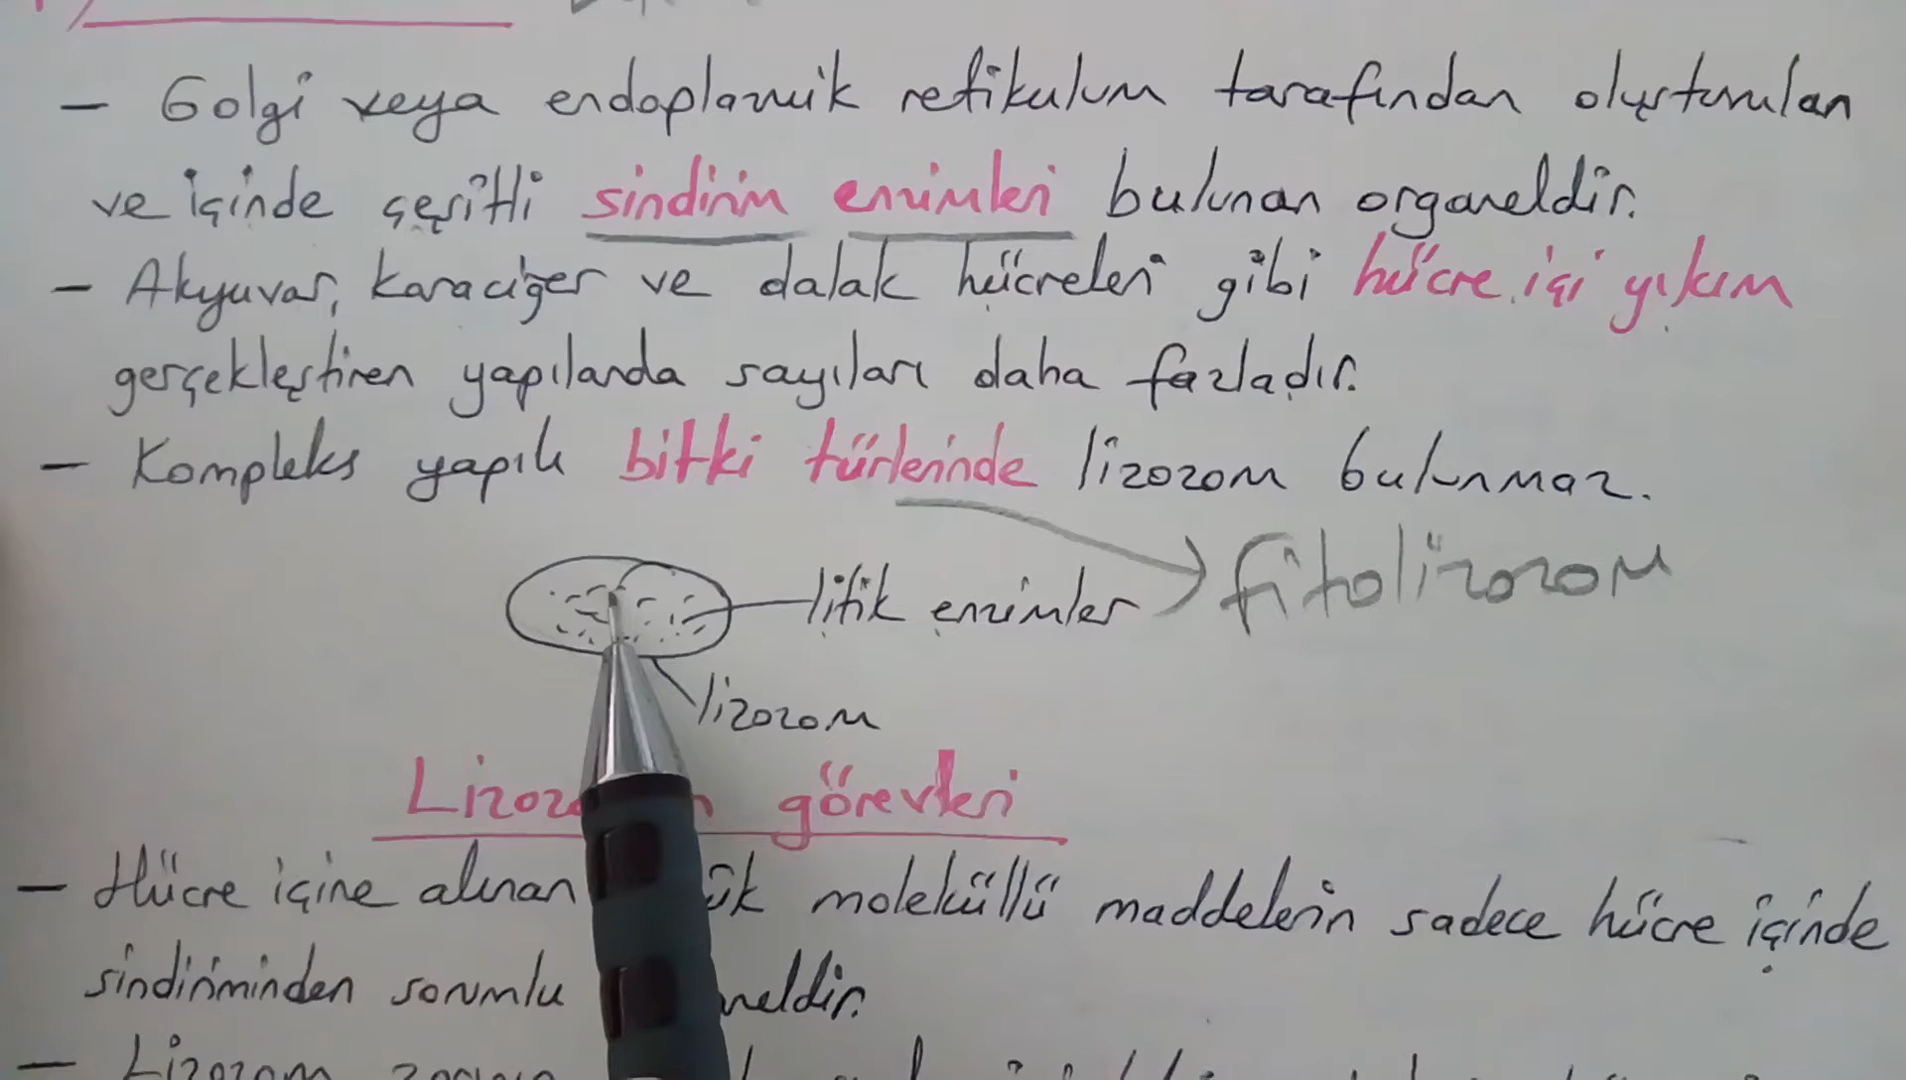 - Golgi veya endoplazmik retikulum tarafından oluşturulan
ve içinde çeşitli sindirim enzimleri bulunan organeldir.
- Akyuvar, karaciğer ve dalak hücreleri gibi hücre içi yıkım
gerçekleştiren yapılarda sayıları daha fazladır.
- Kompleks yapılı bitki türlerinde lizozom bulunmaz.
fitolizozom
litik enzimler
lizozom
görevleri
- Hücre içine alınan moleküllü maddelerin sadece hücre içinde
sindiriminden sorumlu
- Lizozom